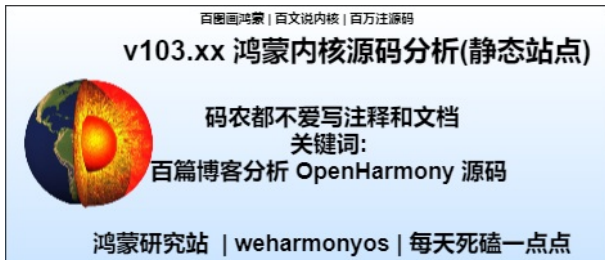 百图画鸿蒙 | 百文说内核 | 百万注源码
v103.xx 鸿蒙内核源码分析(静态站点)
码农都不爱写注释和文档
关键词:
百篇博客分析 OpenHarmony 源码
鸿蒙研究站 | weharmonyos | 每天死磕一点点